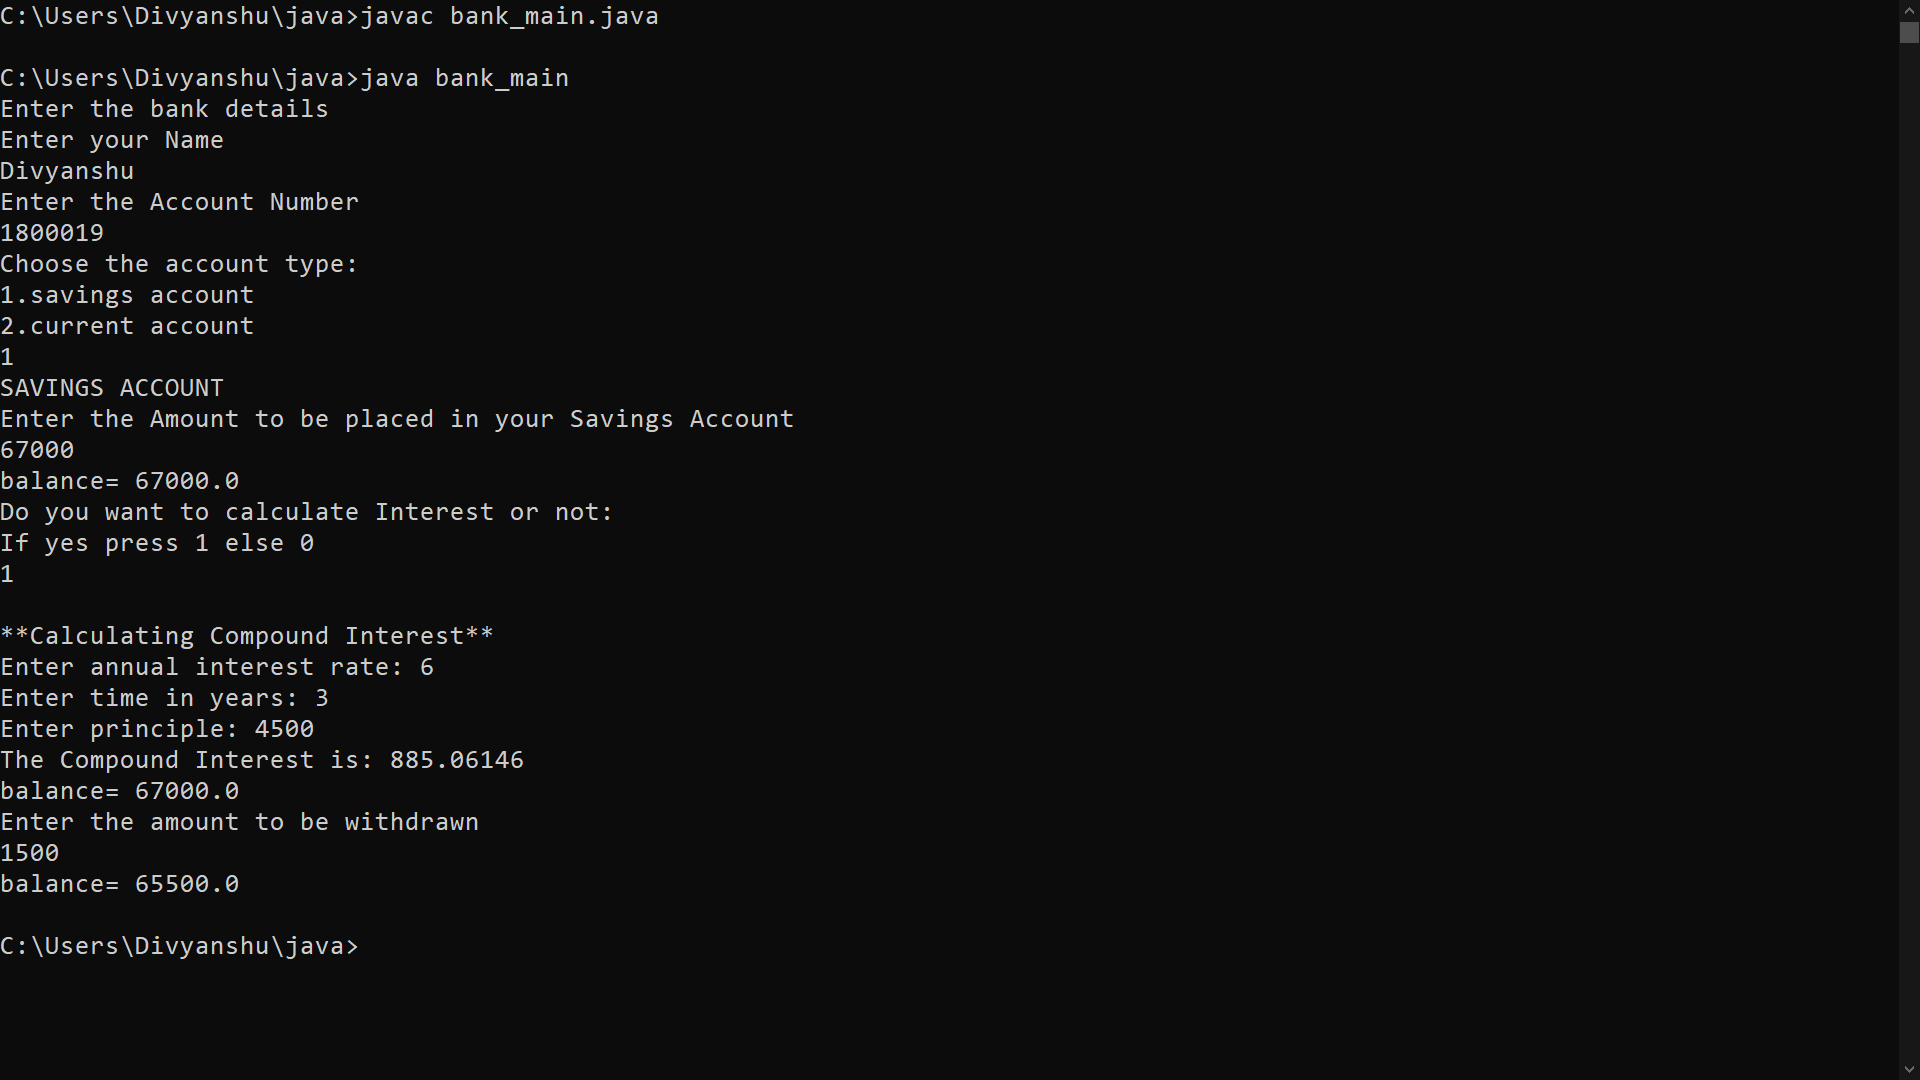 C:\Users\Divyanshu\java>javac bank_main.java
C:\Users\Divyanshu\java>java bank_main
Enter the bank details
Enter your Name
Divyanshu
Enter the Account Number
1800019
Choose the account type:
1.savings account
2.current account
1
SAVINGS ACCOUNT
Enter the Amount to be placed in your Savings Account
67000
balance= 67000.0
Do you want to calculate Interest or not:
If yes press 1 else 0
1
**Calculating Compound Interest**
Enter annual interest rate: 6
Enter time in years: 3
Enter principle: 4500
The Compound Interest is: 885.06146
balance= 67000.0
Enter the amount to be withdrawn
1500
balance= 65500.0
C:\Users\Divyanshu\java>